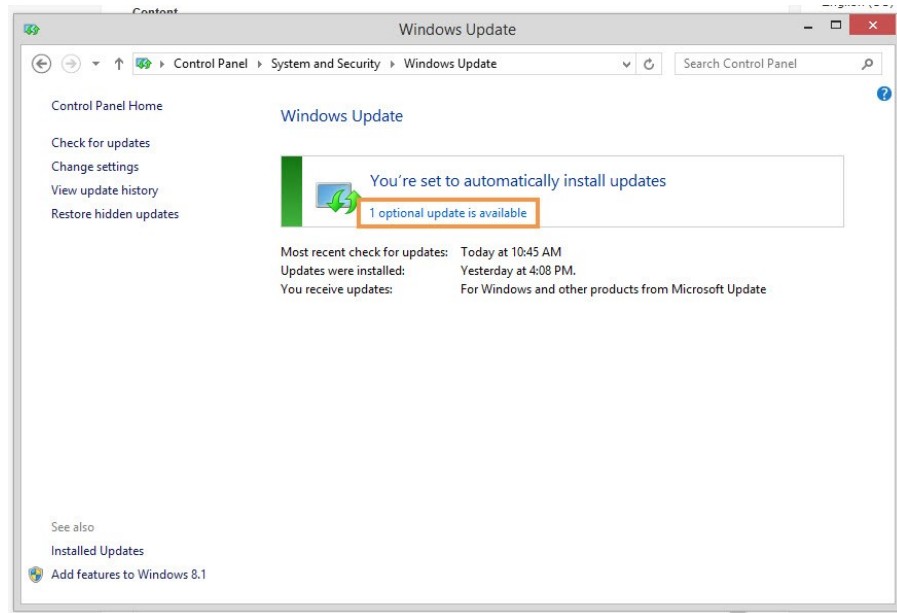 Content
Windows Update
Control Panel
System and Security
Windows Update
Search Control Panel
Control Panel Home
Check for updates
Change settings
View update history
Restore hidden updates
Windows Update
You're set to automatically install updates
1 optional update is available
Most recent check for updates: Today at 10:45 AM
Updates were installed: Yesterday at 4:08 PM.
You receive updates: For Windows and other products from Microsoft Update
See also
Installed Updates
Add features to Windows 8.1